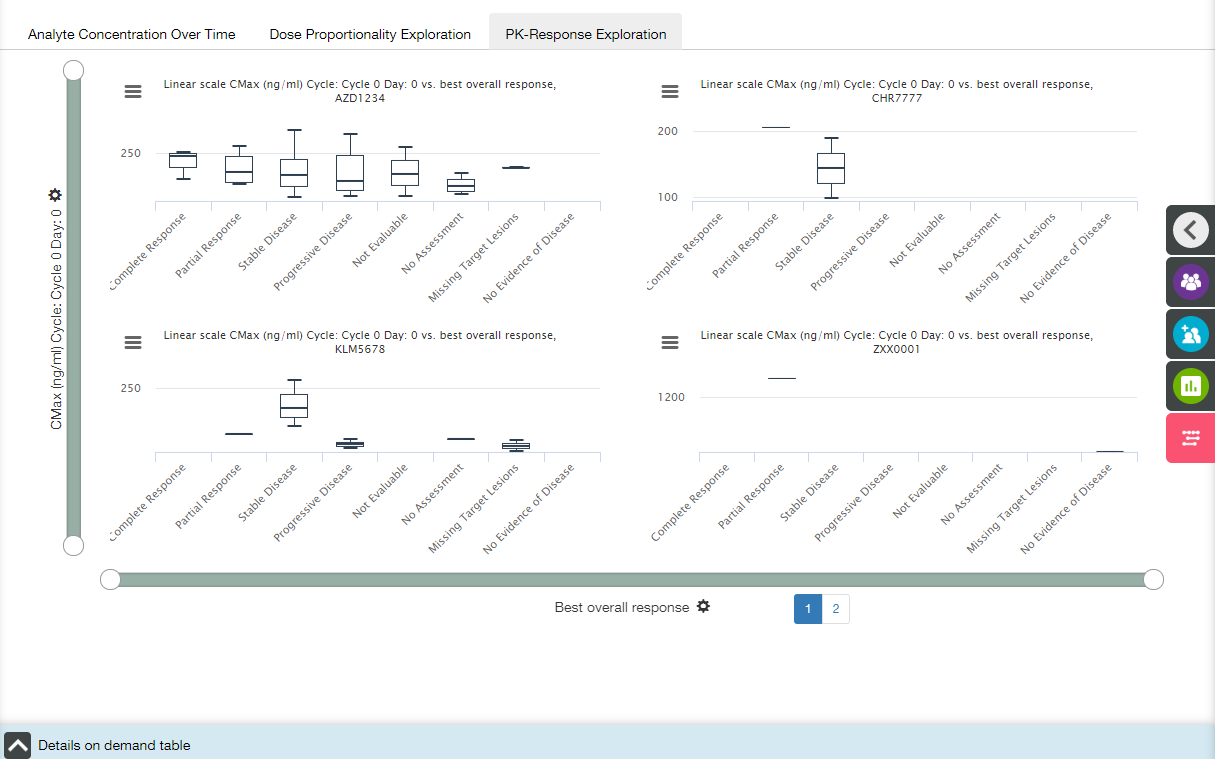 Analyte Concentration Over Time
Dose Proportionality Exploration
PK-Response Exploration
CMax (ng/ml) Cycle: Cycle 0 Day: 0
Linear scale CMax (ng/ml) Cycle: Cycle 0 Day: 0 vs. best overall response,
AZD1234
250
Complete Response
Partial Response
Stable Disease
Progressive Disease
Not Evaluable
No Assessment
Missing Target Lesions
No Evidence of Disease
Linear scale CMax (ng/ml) Cycle: Cycle 0 Day: 0 vs. best overall response,
CHR7777
200
100
Complete Response
Partial Response
Stable Disease
Progressive Disease
Not Evaluable
No Assessment
Missing Target Lesions
No Evidence of Disease
Linear scale CMax (ng/ml) Cycle: Cycle 0 Day: 0 vs. best overall response,
KLM5678
250
Complete Response
Partial Response
Stable Disease
Progressive Disease
Not Evaluable
No Assessment
Missing Target Lesions
No Evidence of Disease
Linear scale CMax (ng/ml) Cycle: Cycle 0 Day: 0 vs. best overall response,
ZXX0001
1200
Complete Response
Partial Response
Stable Disease
Progressive Disease
Not Evaluable
No Assessment
Missing Target Lesions
No Evidence of Disease
Best overall response
1
2
Details on demand table